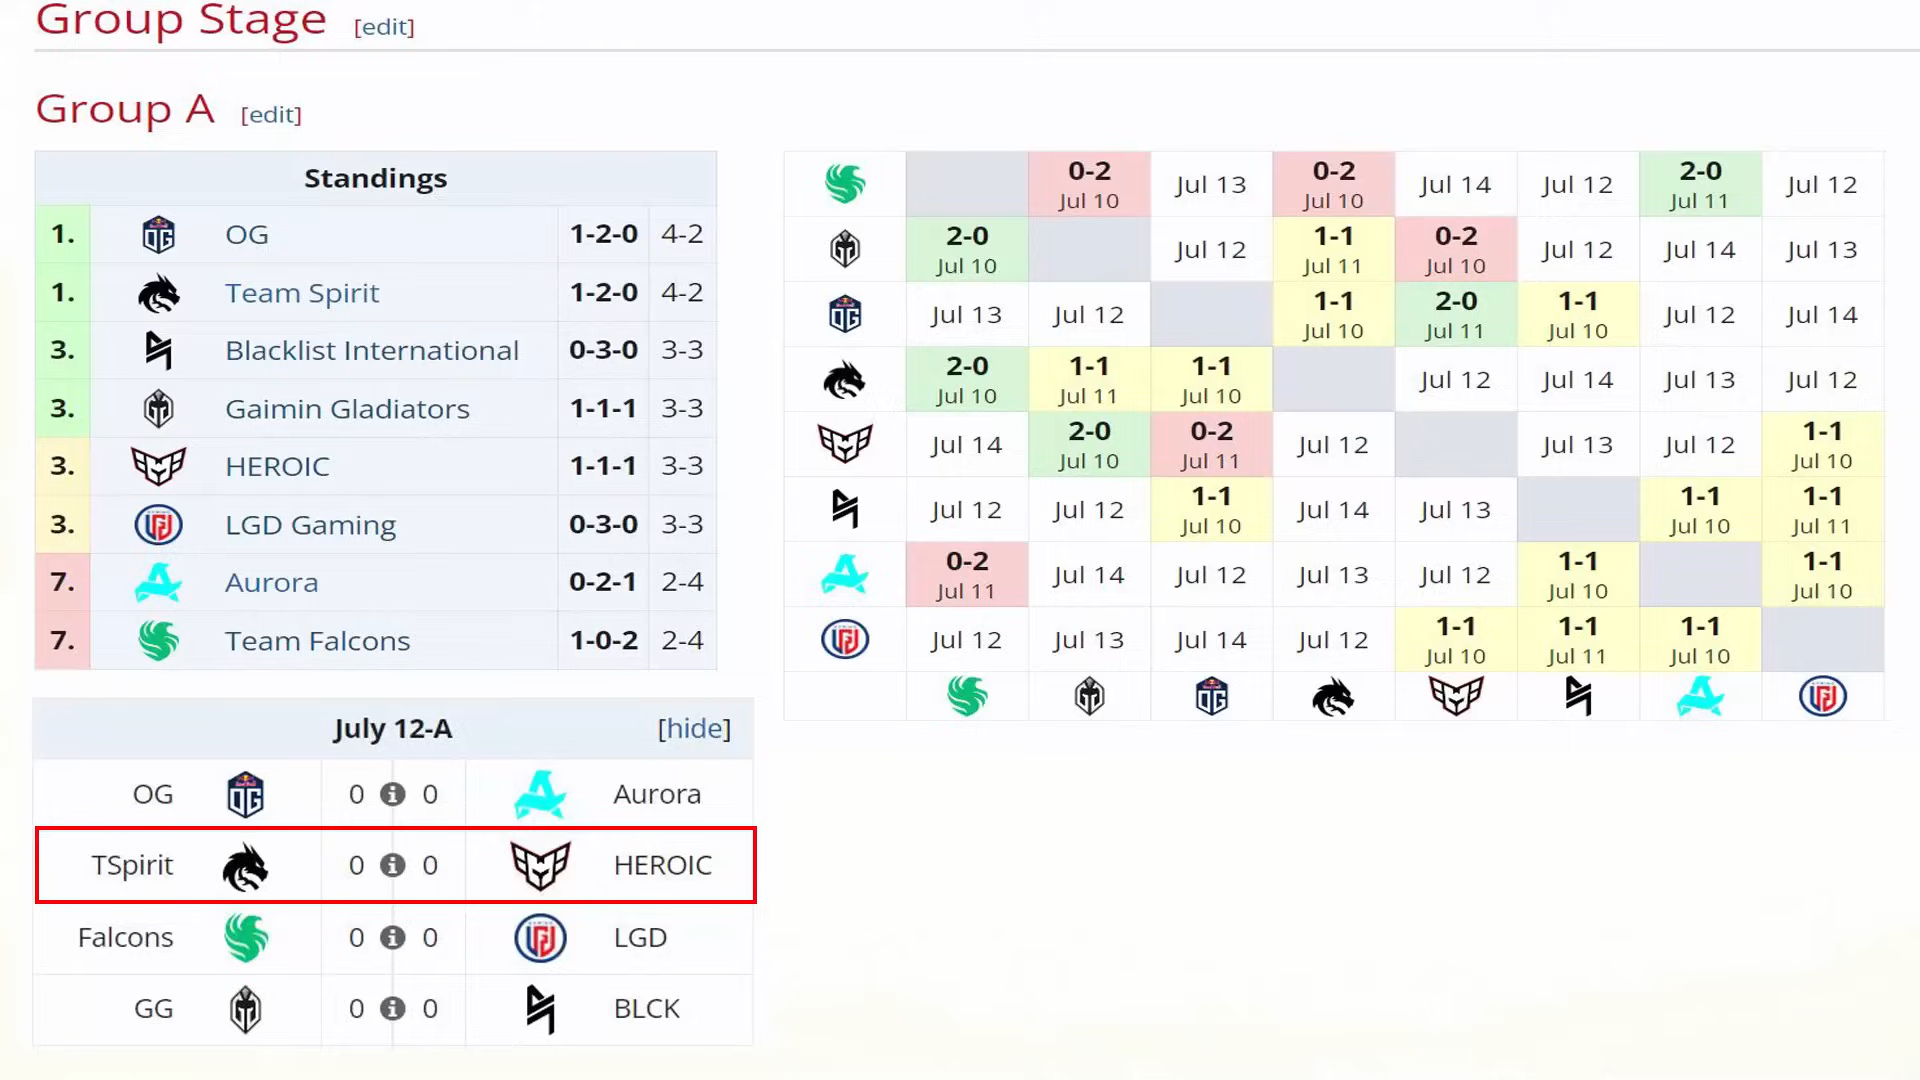 Group Stage [edit]
Group A [edit]
Standings
1. OG 1-2-0 4-2
1. Team Spirit 1-2-0 4-2
3. Blacklist International 0-3-0 3-3
3. Gaimin Gladiators 1-1-1 3-3
3. HEROIC 1-1-1 3-3
3. LGD Gaming 0-3-0 3-3
7. Aurora 0-2-1 2-4
7. Team Falcons 1-0-2 2-4
0-2 Jul 10 Jul 13 0-2 Jul 10 Jul 14 Jul 12 2-0 Jul 11 Jul 12
2-0 Jul 10 Jul 12 1-1 Jul 11 0-2 Jul 10 Jul 12 Jul 14 Jul 13
OG Jul 13 Jul 12 1-1 Jul 10 2-0 Jul 11 1-1 Jul 10 Jul 12 Jul 14
2-0 Jul 10 1-1 Jul 11 1-1 Jul 10 Jul 12 Jul 14 Jul 13 Jul 12
Jul 14 2-0 Jul 10 0-2 Jul 11 Jul 12 Jul 13 Jul 12 1-1 Jul 10
Jul 12 Jul 12 1-1 Jul 10 Jul 14 Jul 13 1-1 Jul 10 1-1 Jul 11
0-2 Jul 11 Jul 14 Jul 12 Jul 13 Jul 12 1-1 Jul 10 1-1 Jul 10
Jul 12 Jul 13 Jul 14 Jul 12 1-1 Jul 10 1-1 Jul 11 1-1 Jul 10
OG
July 12-A [hide]
OG OG 0 i 0 Aurora
TSpirit 0 i 0 HEROIC
Falcons 0 i 0 LGD
GG 0 i 0 BLCK